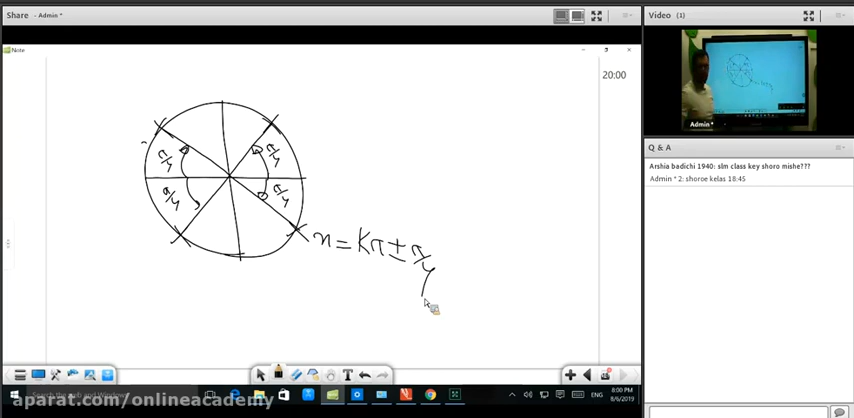 Share - Admin *
Video (1)
Note
20:00
x = Kπ ± π
Admin *
Q & A
Arshia badichi 1940: slm class key shoro mishe???
Admin * 2: shoroe kelas 18:45
8:00 PM
ENG
8/6/2019
aparat.com/onlineacademy